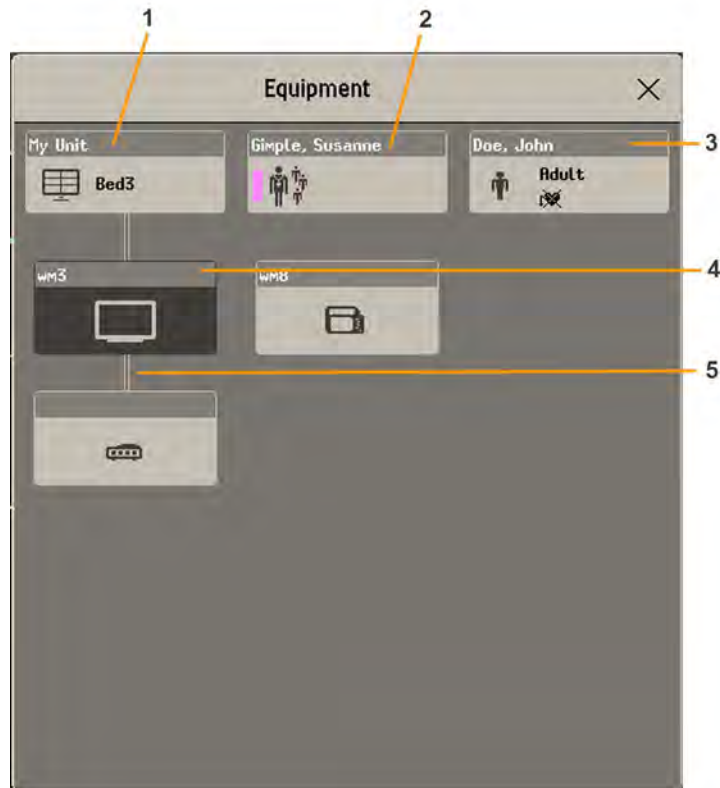 1
2
Equipment
My Unit
Gimple, Susanne
Doe, John
3
Bed3
Adult
wm3
wm8
4
5